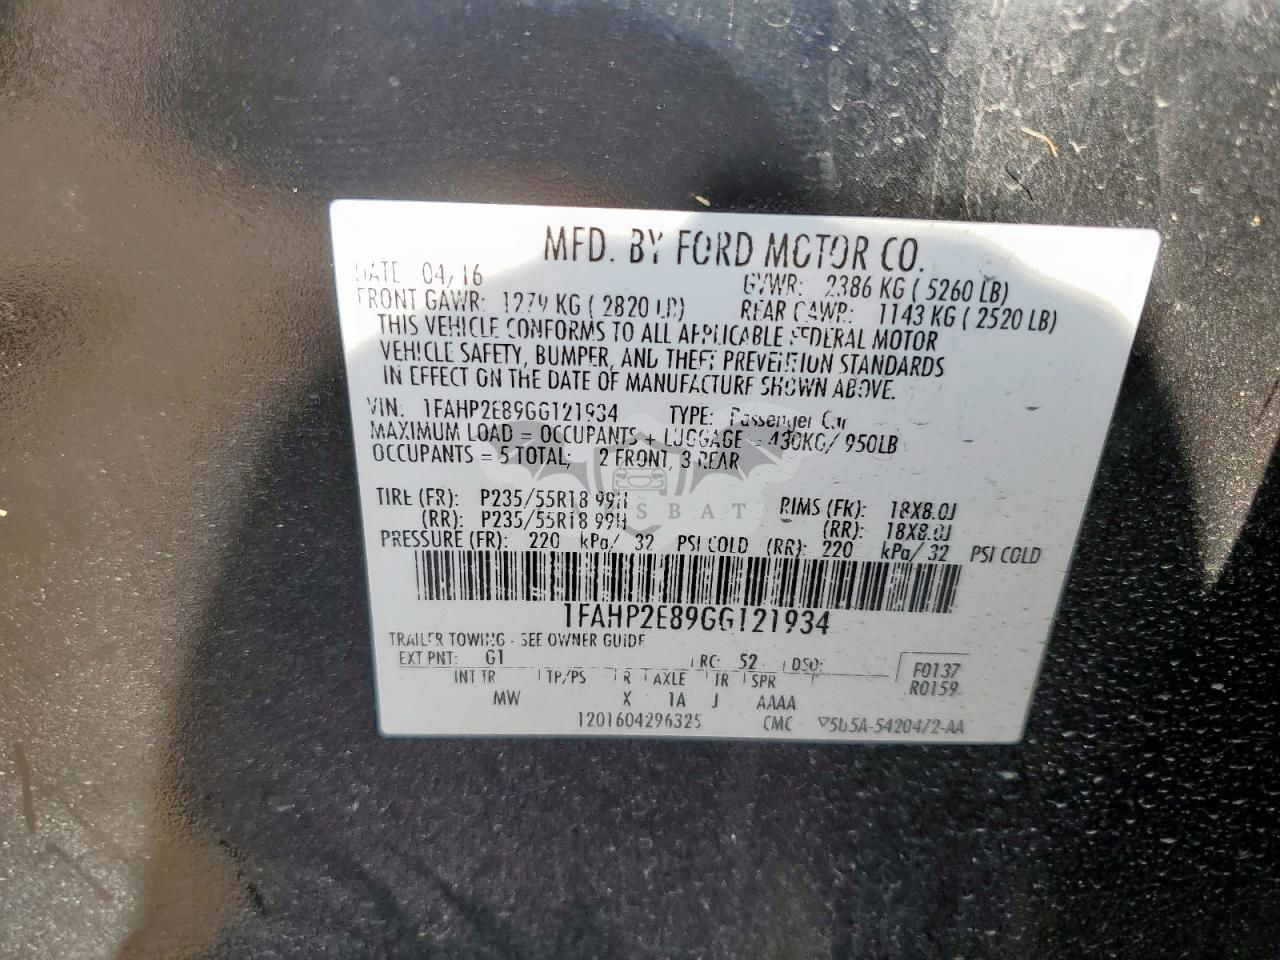 MFD. BY FORD MOTOR CO.
DATE: 04/16 GVWR: 2386 KG ( 5260 LB)
FRONT GAWR: 1279 KG ( 2820 LB) REAR GAWR: 1143 KG ( 2520 LB)
THIS VEHICLE CONFORMS TO ALL APPLICABLE FEDERAL MOTOR
VEHICLE SAFETY, BUMPER, AND THEFT PREVENTION STANDARDS
IN EFFECT ON THE DATE OF MANUFACTURE SHOWN ABOVE.
VIN: 1FAHP2E89GG121934 TYPE: Passenger Car
MAXIMUM LOAD = OCCUPANTS + LUGGAGE = 430KG/ 950LB
OCCUPANTS = 5 TOTAL; 2 FRONT, 3 REAR
TIRE (FR): P235/55R18 99H RIMS (FR): 18X8.0J
(RR): P235/55R18 99H (RR): 18X8.0J
PRESSURE (FR): 220 kPa/ 32 PSI COLD (RR): 220 kPa/ 32 PSI COLD
1FAHP2E89GG121934
TRAILER TOWING - SEE OWNER GUIDE
EXT PNT: G1 RC: 52 DSO: F0137
INT TR TP/PS R AXLE TR SPR R0159
MW X 1A J AAAA
1201604296325 CMC